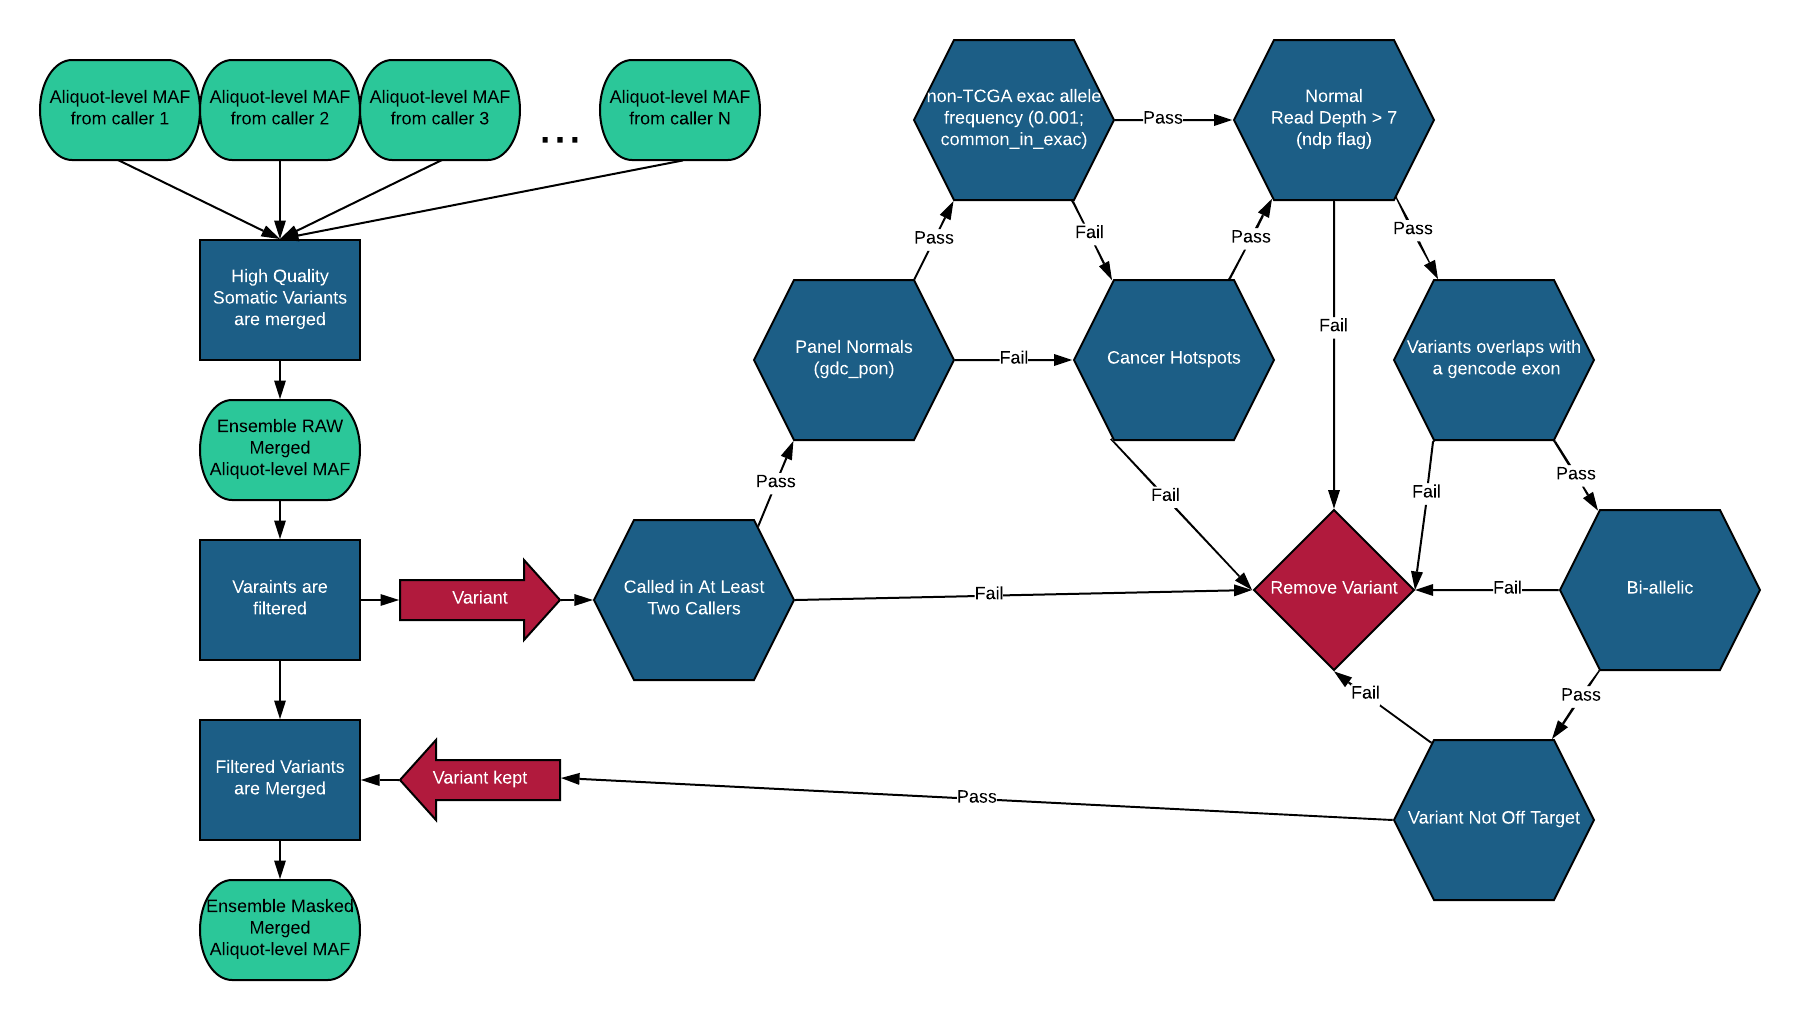 Aliquot-level MAF
from caller 1
Aliquot-level MAF
from caller 2
Aliquot-level MAF
from caller 3
...
Aliquot-level MAF
from caller N
High Quality
Somatic Variants
are merged
Ensemble RAW
Merged
Aliquot-level MAF
Varaints are
filtered
Variant
Called in At Least
Two Callers
Pass
Fail
Panel Normals
(gdc_pon)
Pass
Fail
non-TCGA exac allele
frequency (0.001;
common_in_exac)
Pass
Fail
Cancer Hotspots
Pass
Fail
Normal
Read Depth > 7
(ndp flag)
Pass
Fail
Variants overlaps with
a gencode exon
Pass
Fail
Bi-allelic
Fail
Pass
Remove Variant
Variant Not Off Target
Fail
Pass
Variant kept
Filtered Variants
are Merged
Ensemble Masked
Merged
Aliquot-level MAF